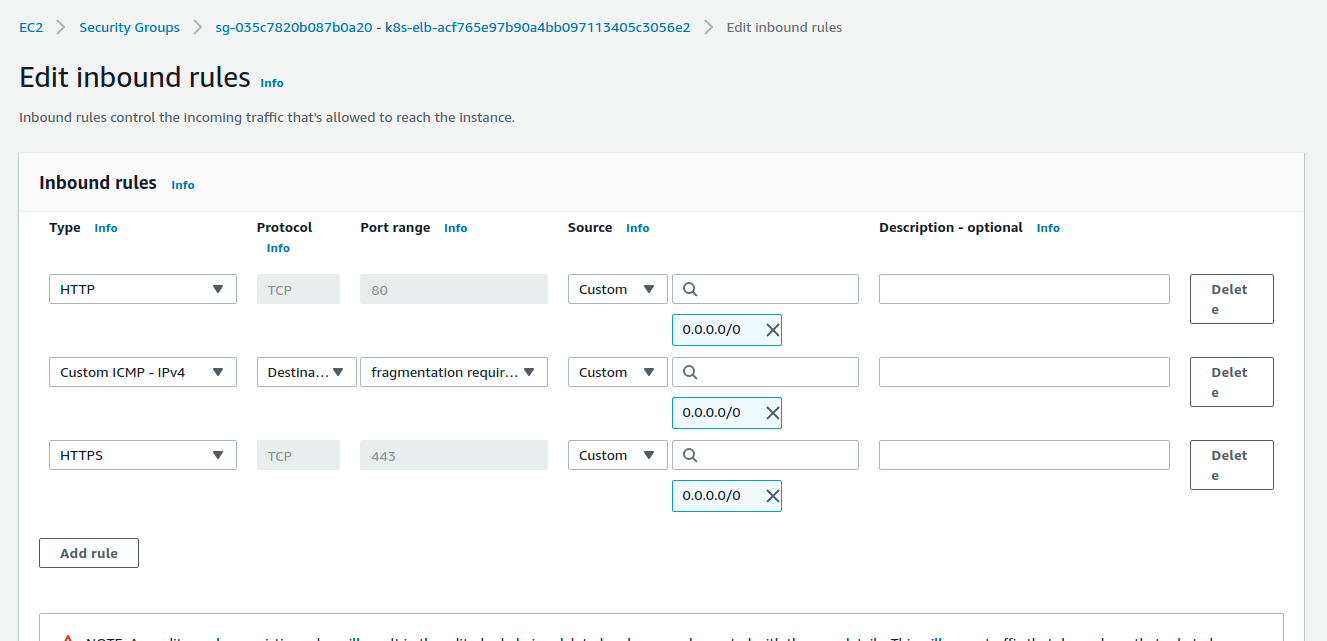 EC2 > Security Groups > sg-035c7820b087b0a20 - k8s-elb-acf765e97b90a4bb097113405c3056e2 > Edit inbound rules
Edit inbound rules Info
Inbound rules control the incoming traffic that's allowed to reach the instance.
Inbound rules Info
Type Info Protocol Info Port range Info Source Info Description - optional Info
HTTP TCP 80 Custom Delete
0.0.0.0/0
Custom ICMP - IPv4 Destina... fragmentation requir... Custom Delete
0.0.0.0/0
HTTPS TCP 443 Custom Delete
0.0.0.0/0
Add rule